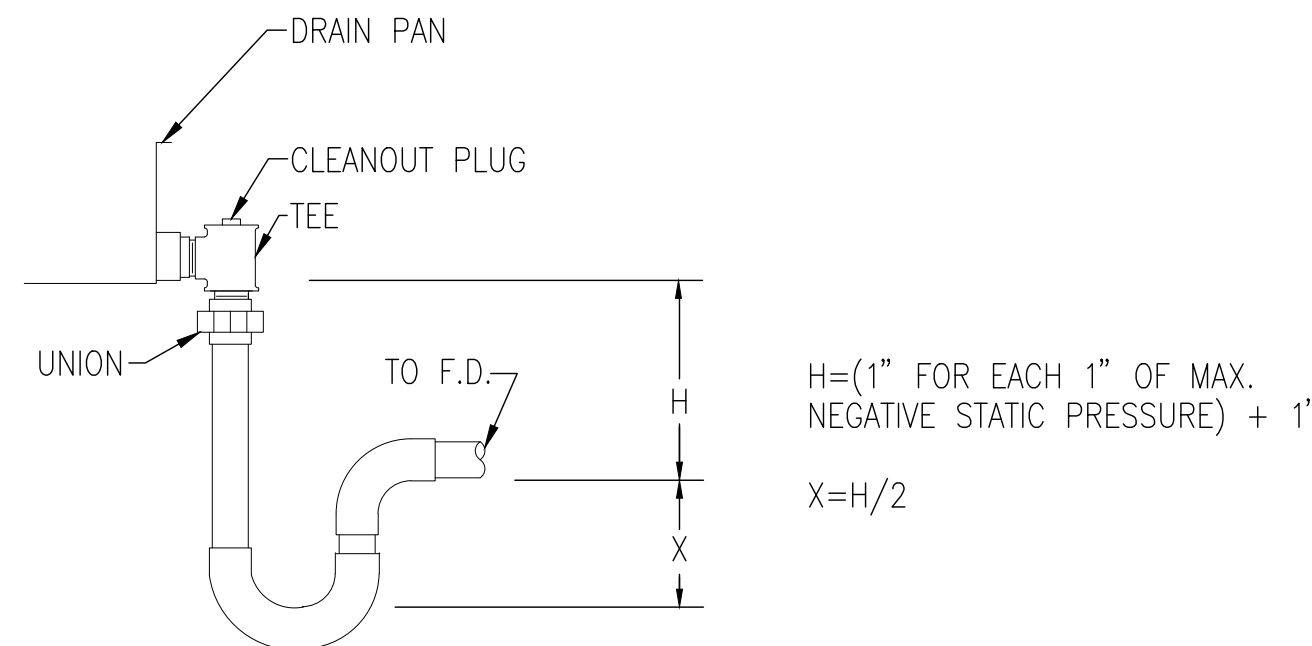 DRAIN PAN
CLEANOUT PLUG
TEE
UNION
TO F.D.
H
H=(1" FOR EACH 1" OF MAX.
NEGATIVE STATIC PRESSURE) + 1"
X=H/2
X